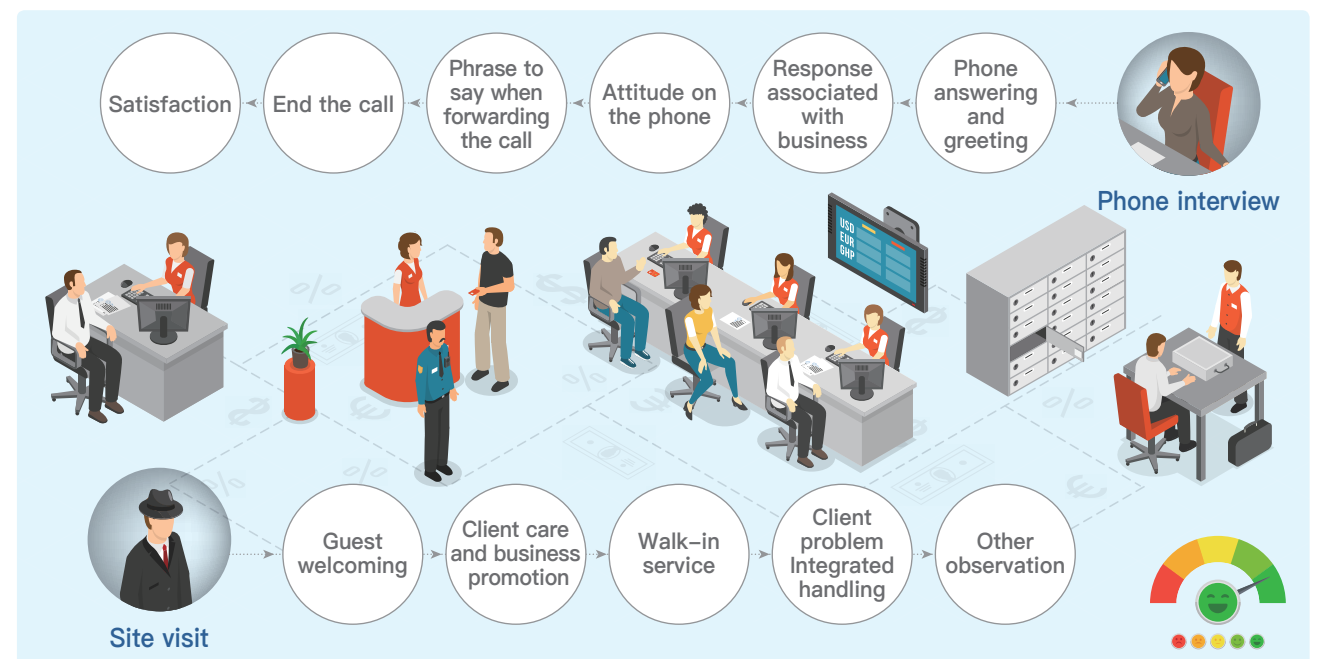 Satisfaction
End the call
Phrase to
say when
forwarding
the call
Attitude on
the phone
Response
associated
with
business
Phone
answering
and
greeting
Phone interview
USD
EUR
GHP
Guest
welcoming
Client care
and business
promotion
Walk-in
service
Client
problem
Integrated
handling
Other
observation
Site visit